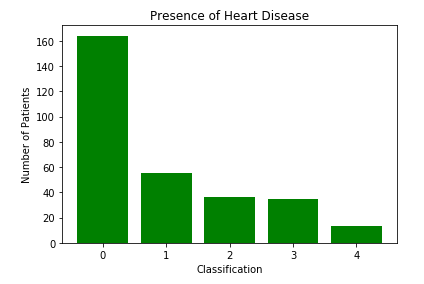 Presence of Heart Disease
160
140
120
100
80
60
40
20
0
Number of Patients
0 1 2 3 4
Classification